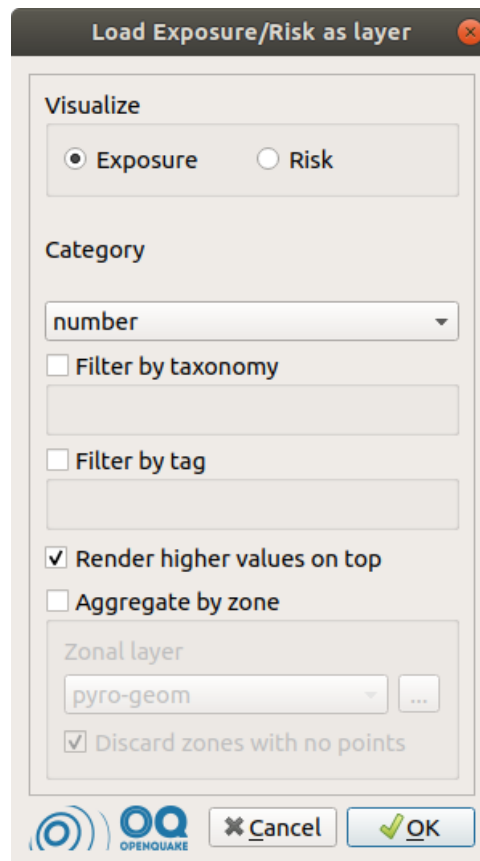 Load Exposure/Risk as layer
Visualize
Exposure Risk
Category
number
Filter by taxonomy
Filter by tag
Render higher values on top
Aggregate by zone
Zonal layer
pyro-geom ...
Discard zones with no points
OQ
OPENQUAKE
Cancel OK